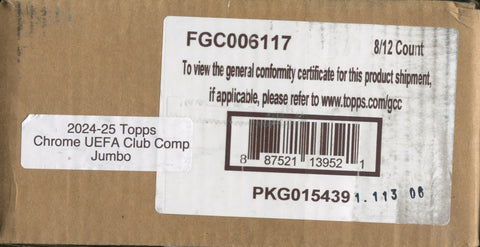 FGC006117
8/12 Count
To view the general conformity certificate for this product shipment,
if applicable, please refer to www.topps.com/gcc
2024-25 Topps
Chrome UEFA Club Comp
Jumbo
8 87521 13952 1
PKG015439
1.113 06